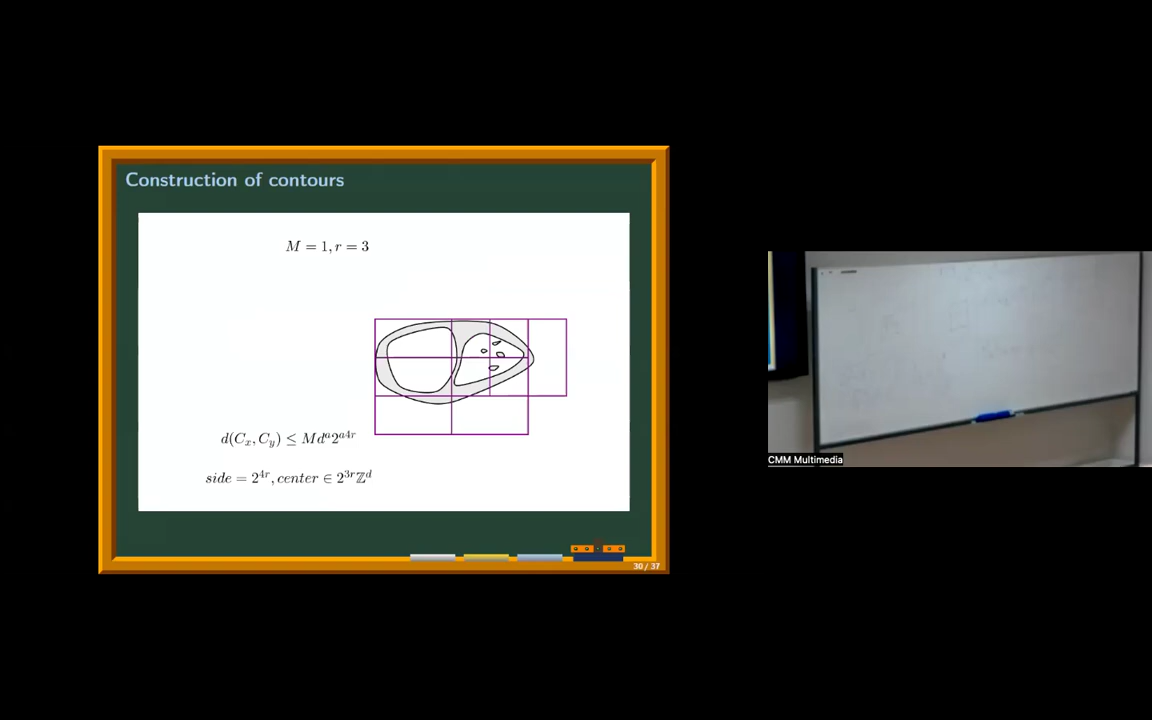 Construction of contours
M = 1, r = 3
d(C_x, C_y) ≤ Md^a2^{a4r}
side = 2^{4r}, center ∈ 2^{3r}ℤ^d
30 / 37
CMM Multimedia